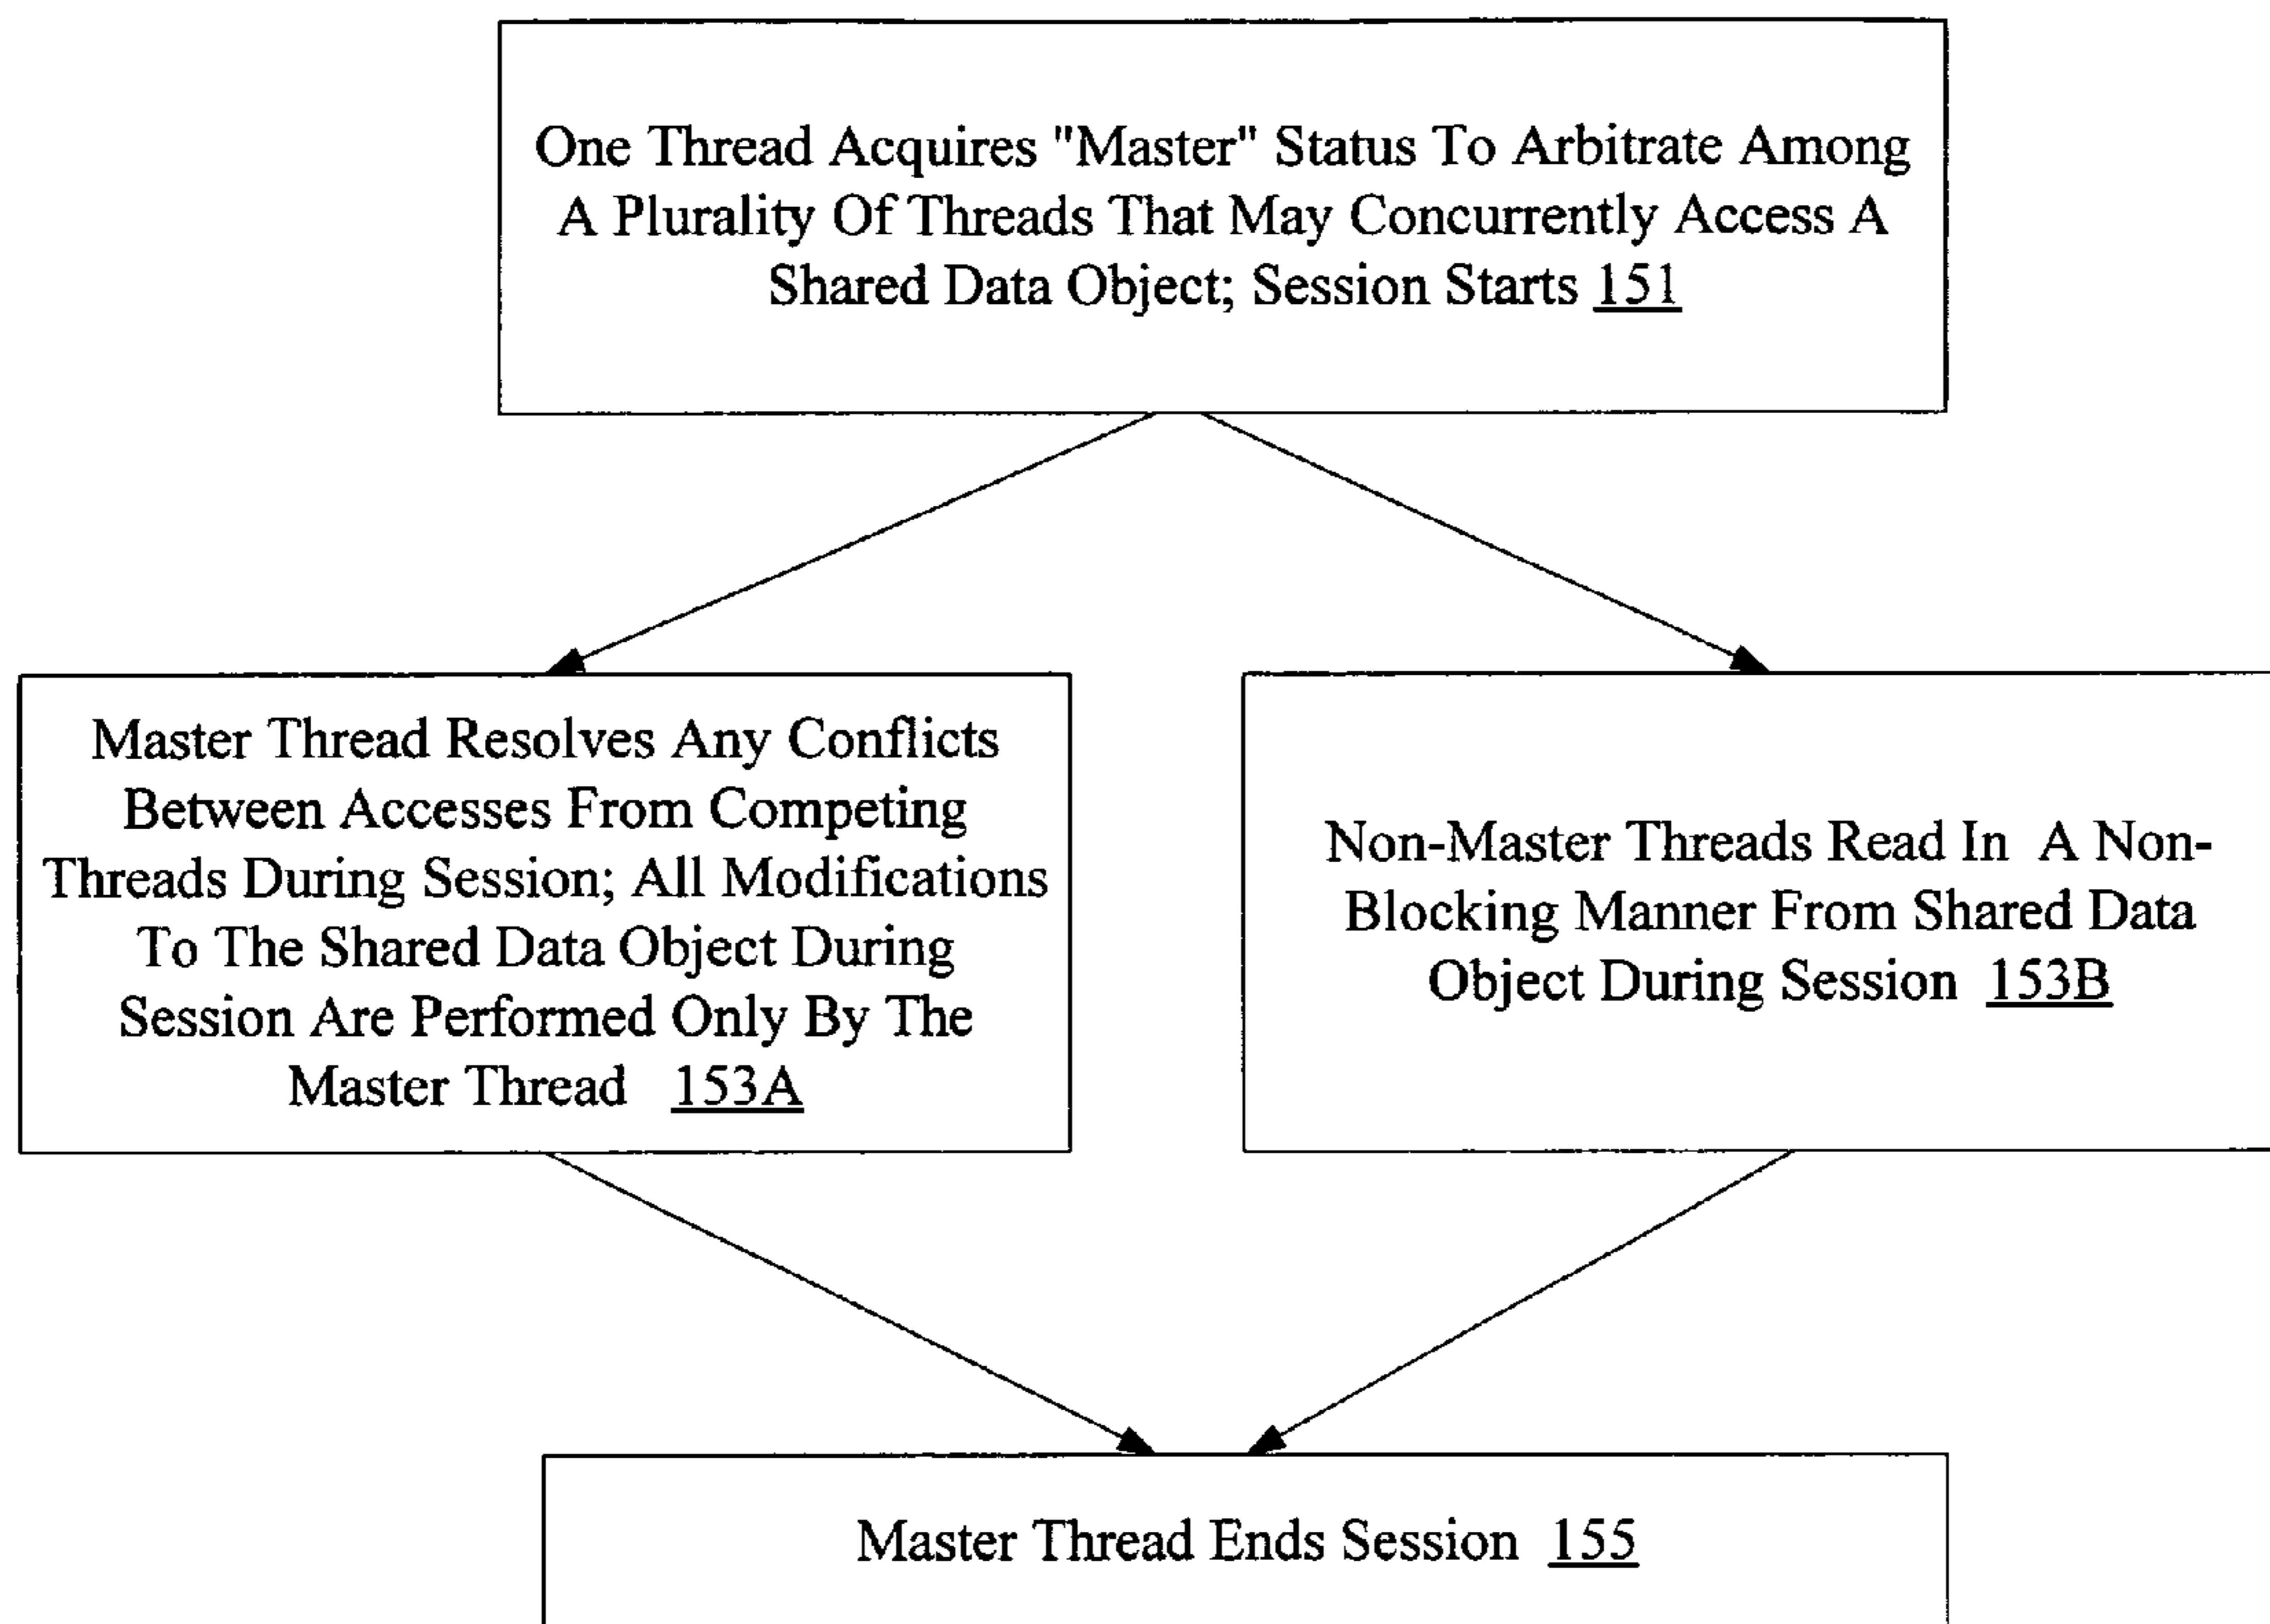 One Thread Acquires "Master" Status To Arbitrate Among
A Plurality Of Threads That May Concurrently Access A
Shared Data Object; Session Starts 151
Master Thread Resolves Any Conflicts
Between Accesses From Competing
Threads During Session; All Modifications
To The Shared Data Object During
Session Are Performed Only By The
Master Thread 153A
Non-Master Threads Read In A Non-
Blocking Manner From Shared Data
Object During Session 153B
Master Thread Ends Session 155